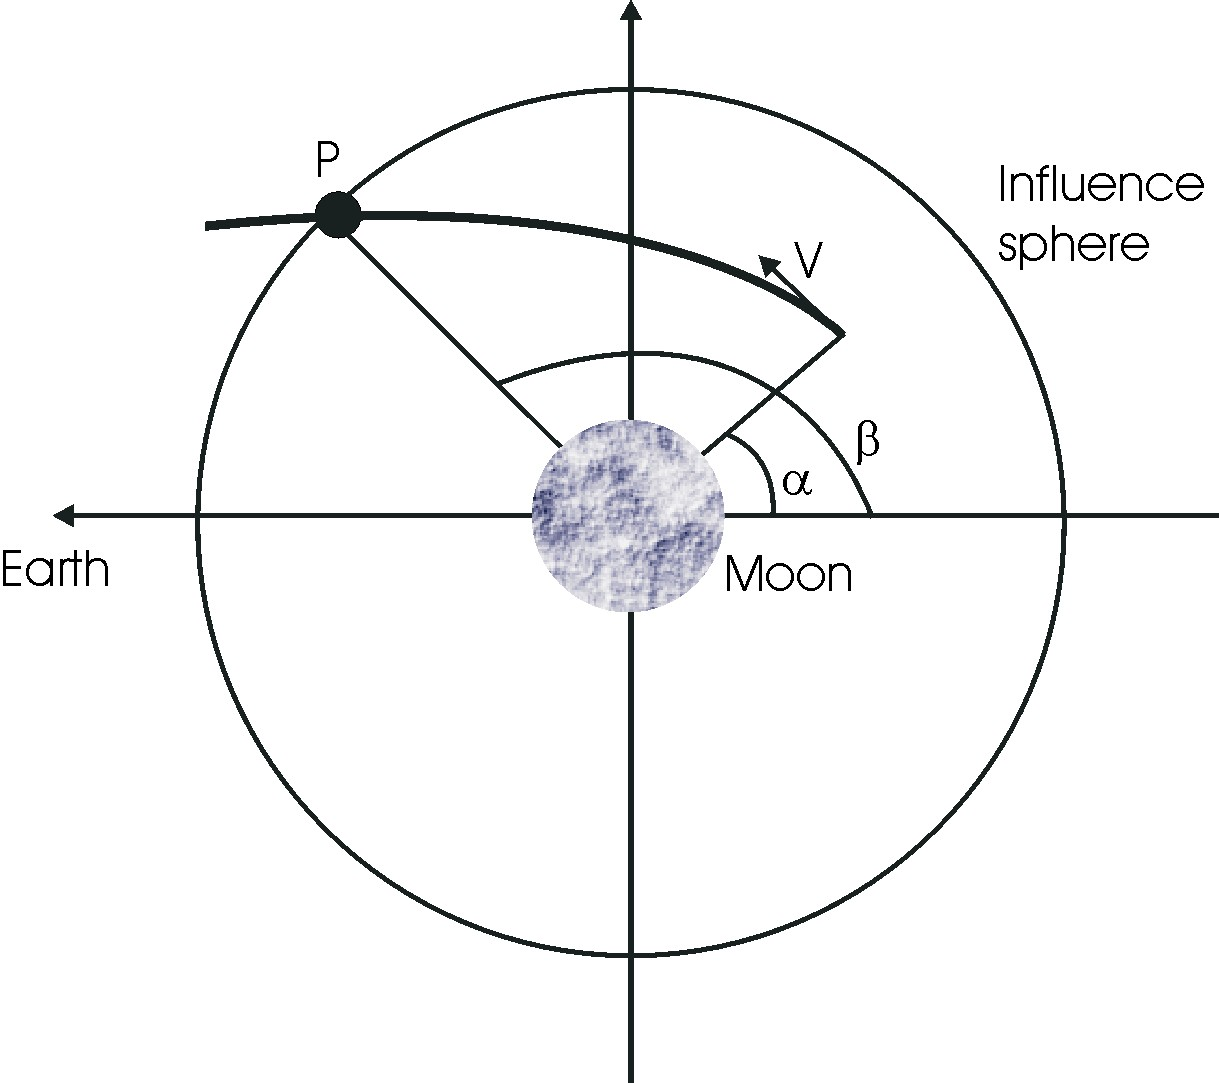 P
Influence
sphere
V
β
α
Earth
Moon